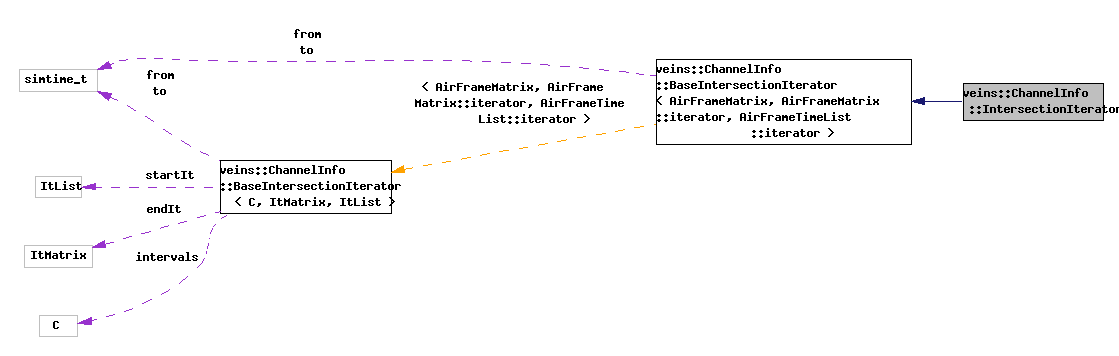 from
to
simtime_t
from
to
< AirFrameMatrix, AirFrame
Matrix::iterator, AirFrameTime
List::iterator >
veins::ChannelInfo
::BaseIntersectionIterator
< AirFrameMatrix, AirFrameMatrix
::iterator, AirFrameTimeList
::iterator >
veins::ChannelInfo
::IntersectionIterator
ItList
startIt
veins::ChannelInfo
::BaseIntersectionIterator
< C, ItMatrix, ItList >
endIt
ItMatrix
intervals
C